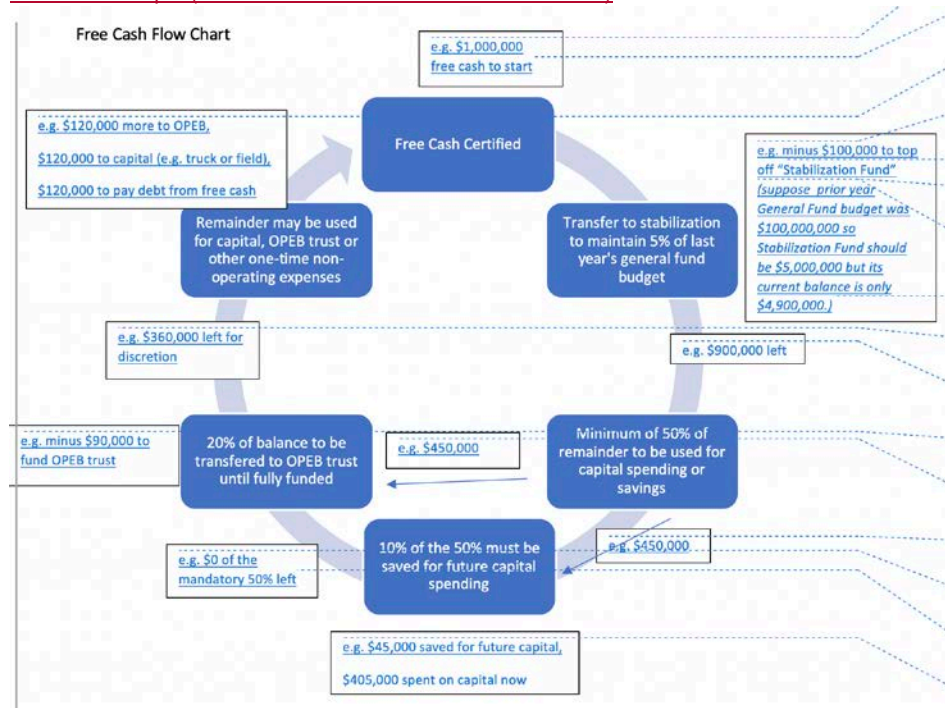 Free Cash Flow Chart
e.g. $1,000,000
free cash to start
e.g. $120,000 more to OPEB,
$120,000 to capital (e.g. truck or field),
$120,000 to pay debt from free cash
Free Cash Certified
e.g. minus $100,000 to top
off "Stabilization Fund"
(suppose prior year
General Fund budget was
$100,000,000 so
Stabilization Fund should
be $5,000,000 but its
current balance is only
$4,900,000.)
Remainder may be used
for capital, OPEB trust or
other one-time non-
operating expenses
Transfer to stabilization
to maintain 5% of last
year's general fund
budget
e.g. $360,000 left for
discretion
e.g. $900,000 left
e.g. minus $90,000 to
fund OPEB trust
20% of balance to be
transfered to OPEB trust
until fully funded
e.g. $450,000
Minimum of 50% of
remainder to be used for
capital spending or
savings
e.g. $0 of the
mandatory 50% left
10% of the 50% must be
saved for future capital
spending
e.g. $450,000
e.g. $45,000 saved for future capital,
$405,000 spent on capital now